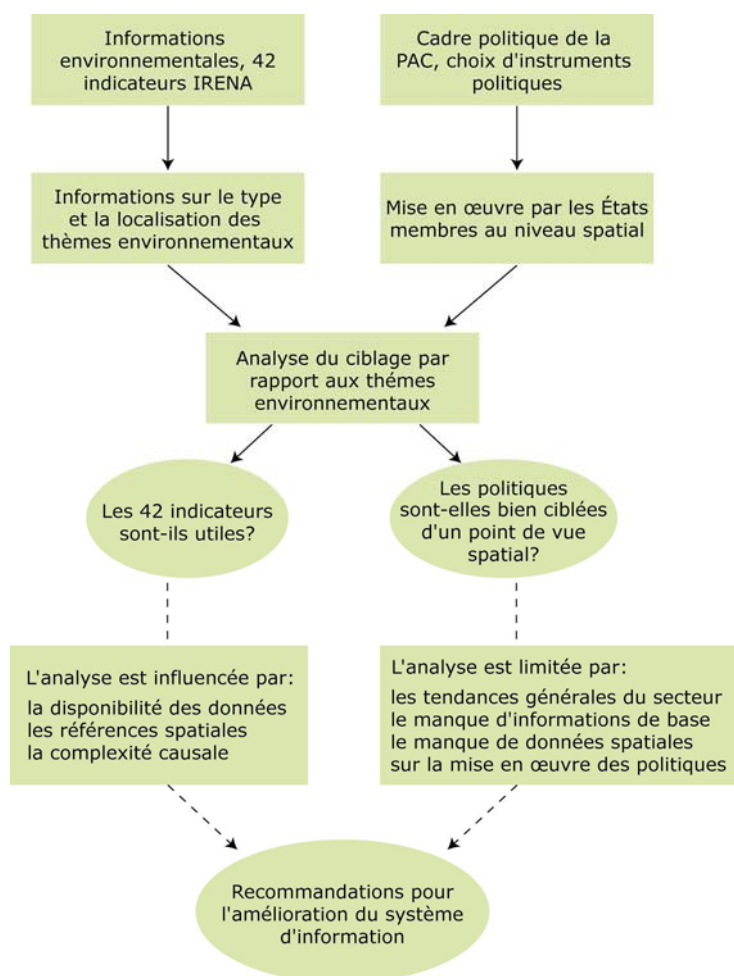 Informations
environnementales, 42
indicateurs IRENA
Cadre politique de la
PAC, choix d'instruments
politiques
Informations sur le type
et la localisation des
thèmes environnementaux
Mise en œuvre par les États
membres au niveau spatial
Analyse du ciblage par
rapport aux thémes
environnementaux
Les 42 indicateurs
sont-ils utiles?
Les politiques
sont-elles bien ciblées
d'un point de vue
spatial?
L'analyse est influencée par:
la disponibilité des données
les références spatiales
la complexité causale
L'analyse est limitée par:
les tendances générales du secteur
le manque d'informations de base
le manque de données spatiales
sur la mise en œuvre des politiques
Recommandations pour
l'amélioration du système
d'information